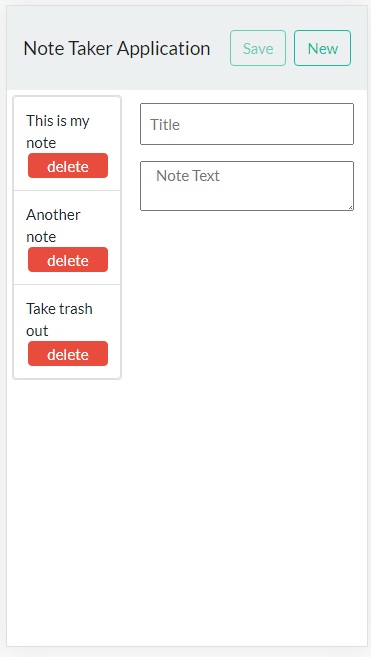 Note Taker Application
Save
New
This is my
note
delete
Another
note
delete
Take trash
out
delete
Title
Note Text